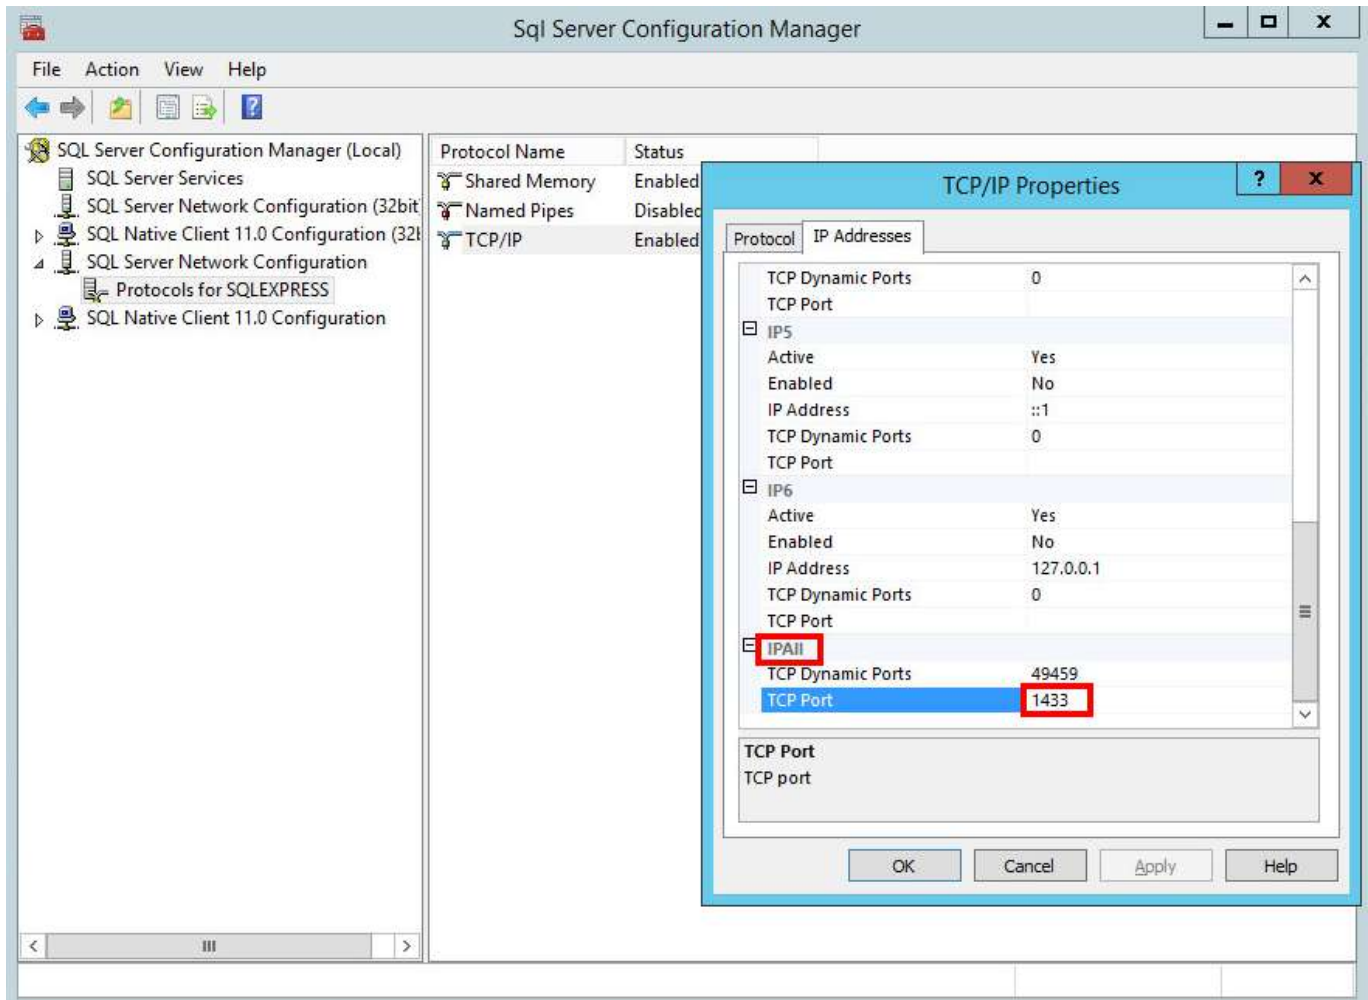 Sql Server Configuration Manager
File Action View Help
SQL Server Configuration Manager (Local)
SQL Server Services
SQL Server Network Configuration (32bit
SQL Native Client 11.0 Configuration (32b
SQL Server Network Configuration
Protocols for SQLEXPRESS
SQL Native Client 11.0 Configuration
Protocol Name Status
Shared Memory Enabled
Named Pipes Disabled
TCP/IP Enabled
TCP/IP Properties
Protocol IP Addresses
TCP Dynamic Ports 0
TCP Port
IP5
Active Yes
Enabled No
IP Address ::1
TCP Dynamic Ports 0
TCP Port
IP6
Active Yes
Enabled No
IP Address 127.0.0.1
TCP Dynamic Ports 0
TCP Port
IPAll
TCP Dynamic Ports 49459
TCP Port 1433
TCP Port
TCP port
OK Cancel Apply Help